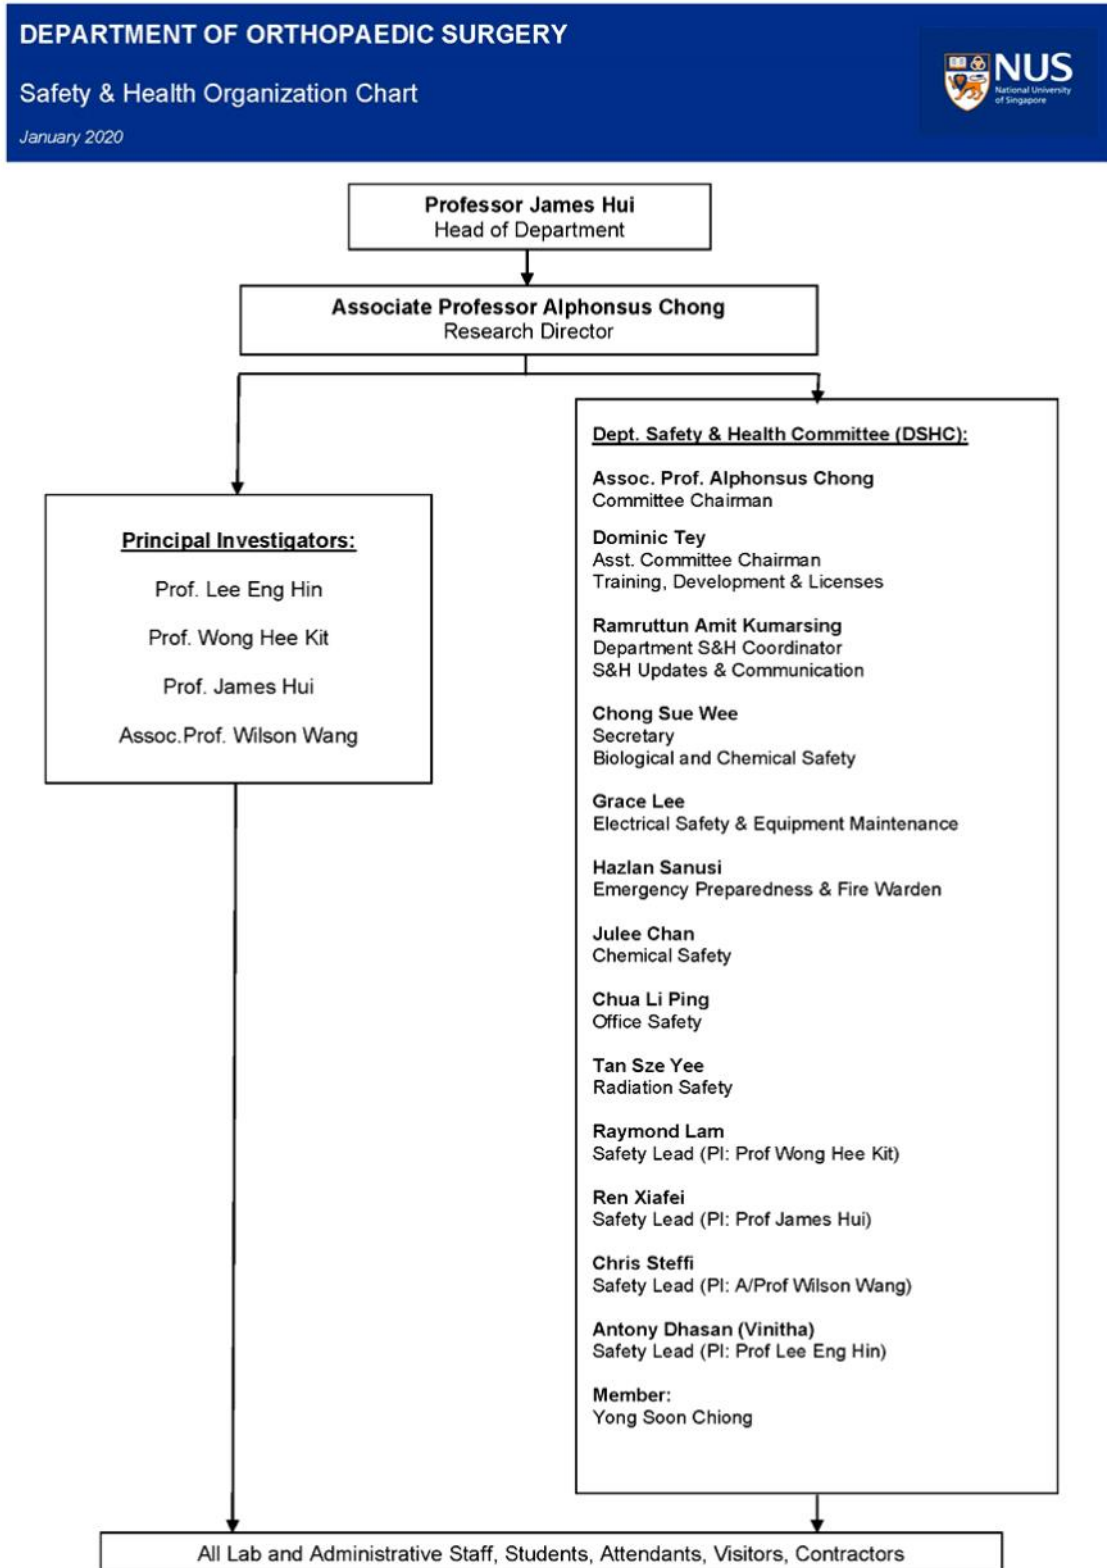 DEPARTMENT OF ORTHOPAEDIC SURGERY
Safety & Health Organization Chart
January 2020
NUS
National University
of Singapore
Professor James Hui
Head of Department
Associate Professor Alphonsus Chong
Research Director
Principal Investigators:
Prof. Lee Eng Hin
Prof. Wong Hee Kit
Prof. James Hui
Assoc.Prof. Wilson Wang
Dept. Safety & Health Committee (DSHC):
Assoc. Prof. Alphonsus Chong
Committee Chairman
Dominic Tey
Asst. Committee Chairman
Training, Development & Licenses
Ramruttun Amit Kumarsing
Department S&H Coordinator
S&H Updates & Communication
Chong Sue Wee
Secretary
Biological and Chemical Safety
Grace Lee
Electrical Safety & Equipment Maintenance
Hazlan Sanusi
Emergency Preparedness & Fire Warden
Julee Chan
Chemical Safety
Chua Li Ping
Office Safety
Tan Sze Yee
Radiation Safety
Raymond Lam
Safety Lead (PI: Prof Wong Hee Kit)
Ren Xiafei
Safety Lead (PI: Prof James Hui)
Chris Steffi
Safety Lead (PI: A/Prof Wilson Wang)
Antony Dhasan (Vinitha)
Safety Lead (PI: Prof Lee Eng Hin)
Member:
Yong Soon Chiong
All Lab and Administrative Staff, Students, Attendants, Visitors, Contractors